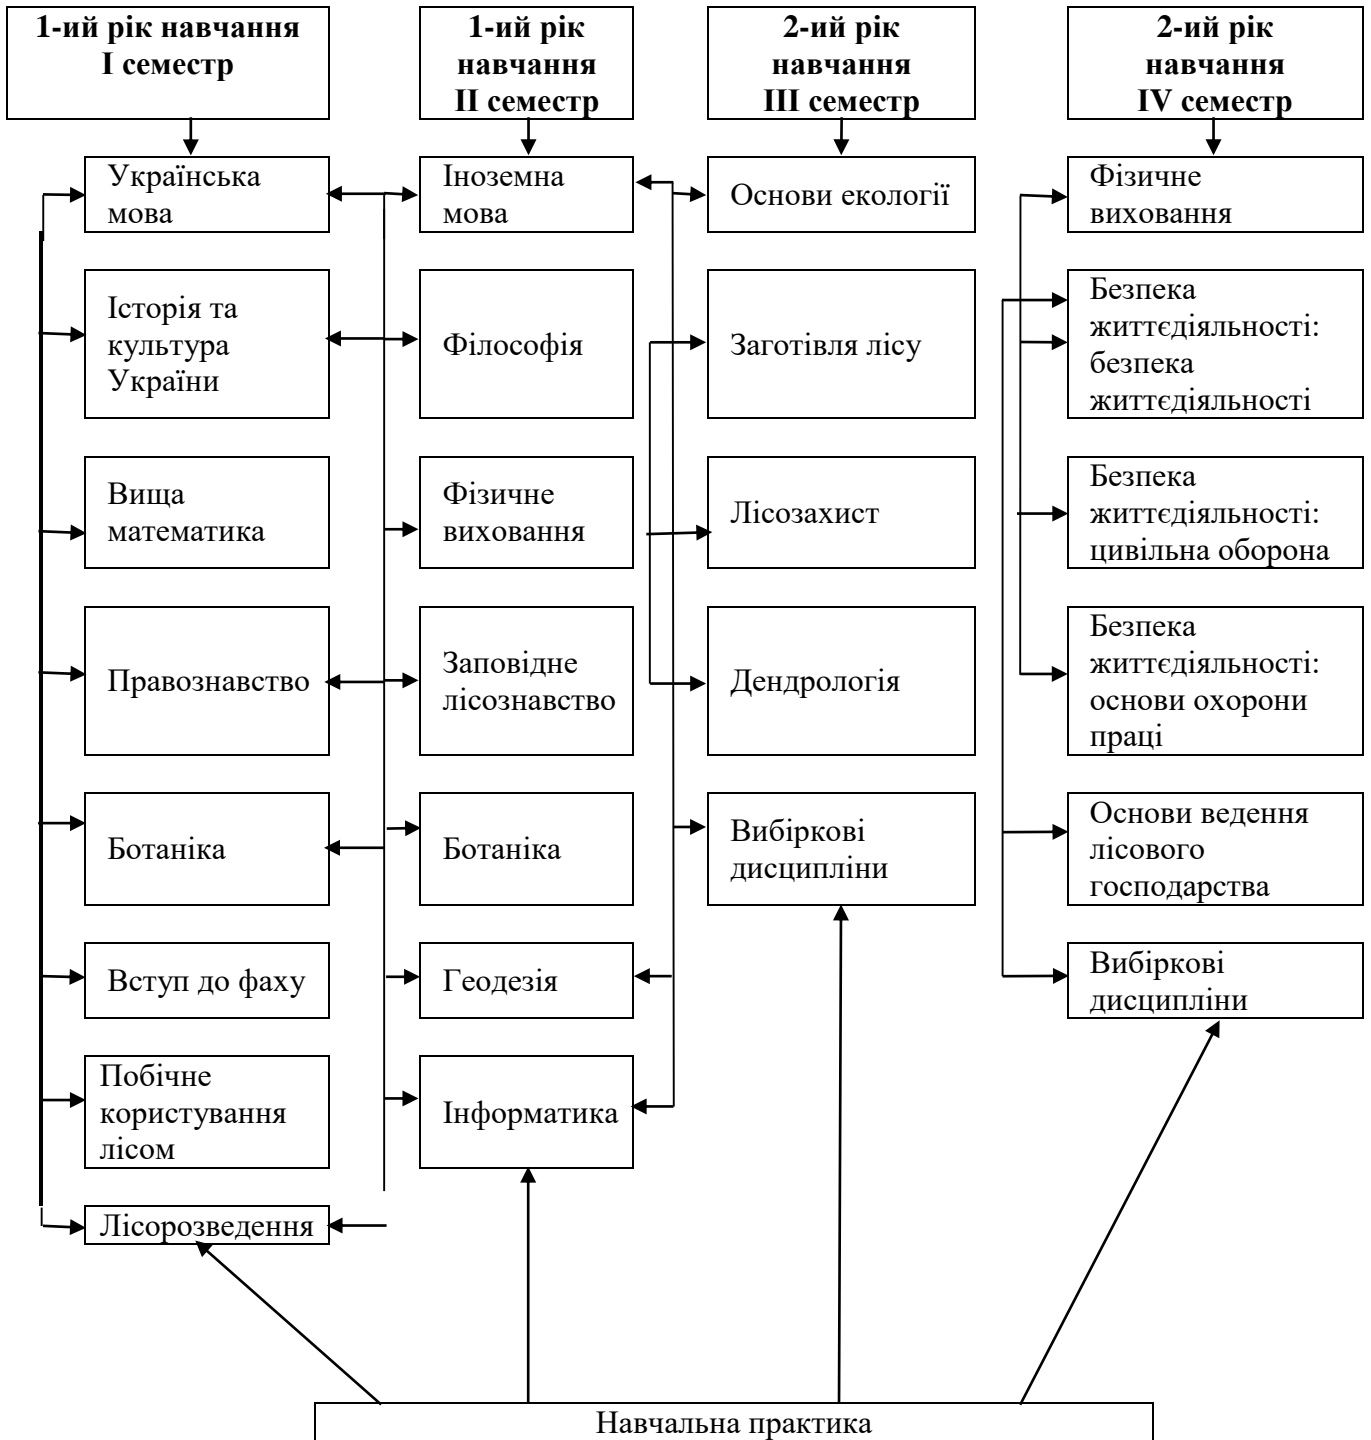 1-ий рік навчання
І семестр
1-ий рік
навчання
ІІ семестр
2-ий рік
навчання
ІІІ семестр
2-ий рік
навчання
IV семестр
Українська
мова
Історія та
культура
України
Вища
математика
Правознавство
Ботаніка
Вступ до фаху
Побічне
користування
лісом
Лісорозведення
Іноземна
мова
Філософія
Фізичне
виховання
Заповідне
лісознавство
Ботаніка
Геодезія
Інформатика
Основи екології
Заготівля лісу
Лісозахист
Дендрологія
Вибіркові
дисципліни
Фізичне
виховання
Безпека
життєдіяльності:
безпека
життєдіяльності
Безпека
життєдіяльності:
цивільна оборона
Безпека
життєдіяльності:
основи охорони
праці
Основи ведення
лісового
господарства
Вибіркові
дисципліни
Навчальна практика